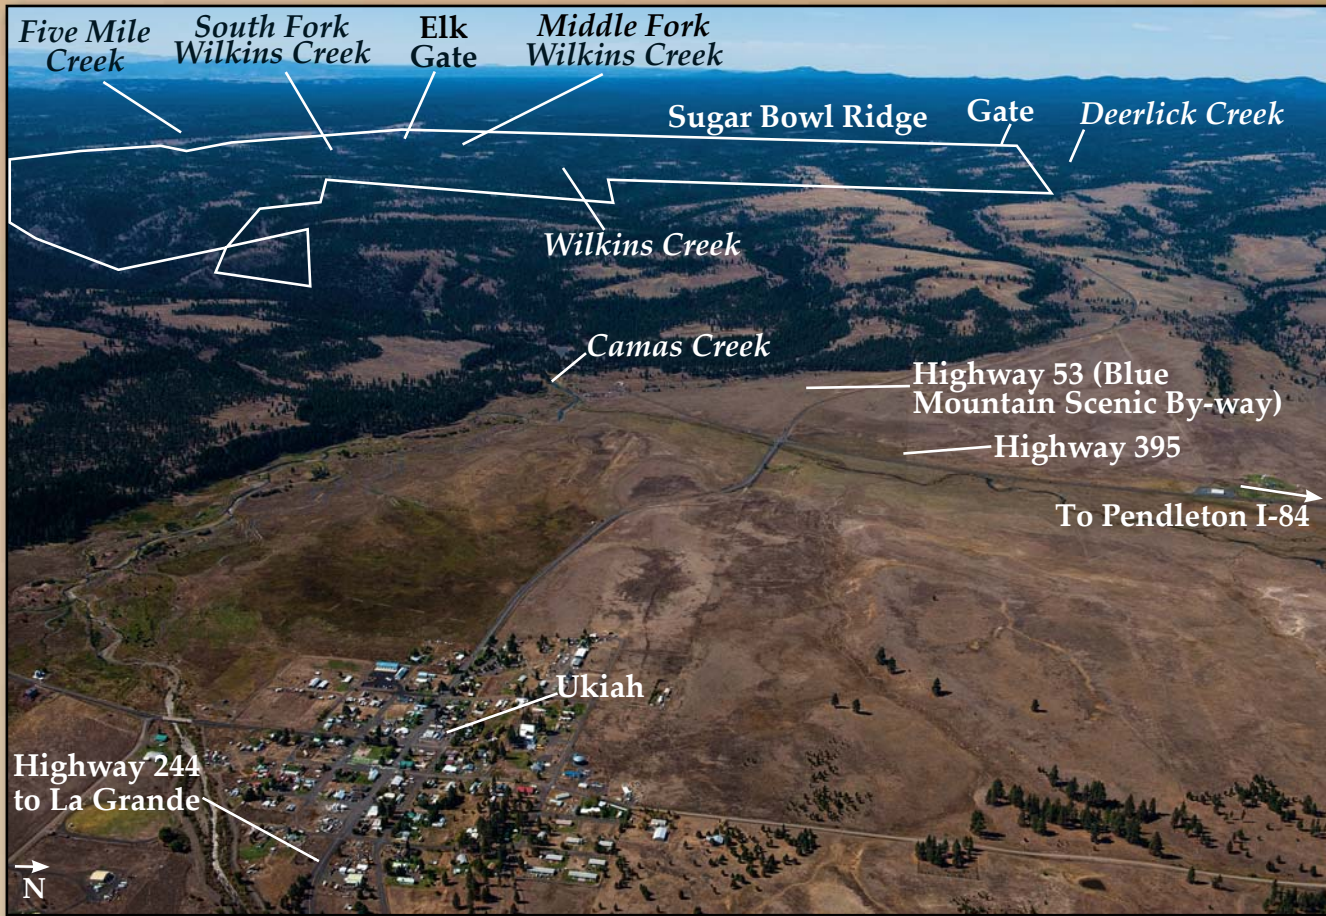 Five Mile
Creek
South Fork
Wilkins Creek
Elk
Gate
Middle Fork
Wilkins Creek
Sugar Bowl Ridge
Gate
Deerlick Creek
Wilkins Creek
Camas Creek
Highway 53 (Blue
Mountain Scenic By-way)
Highway 395
To Pendleton I-84
Ukiah
Highway 244
to La Grande
N